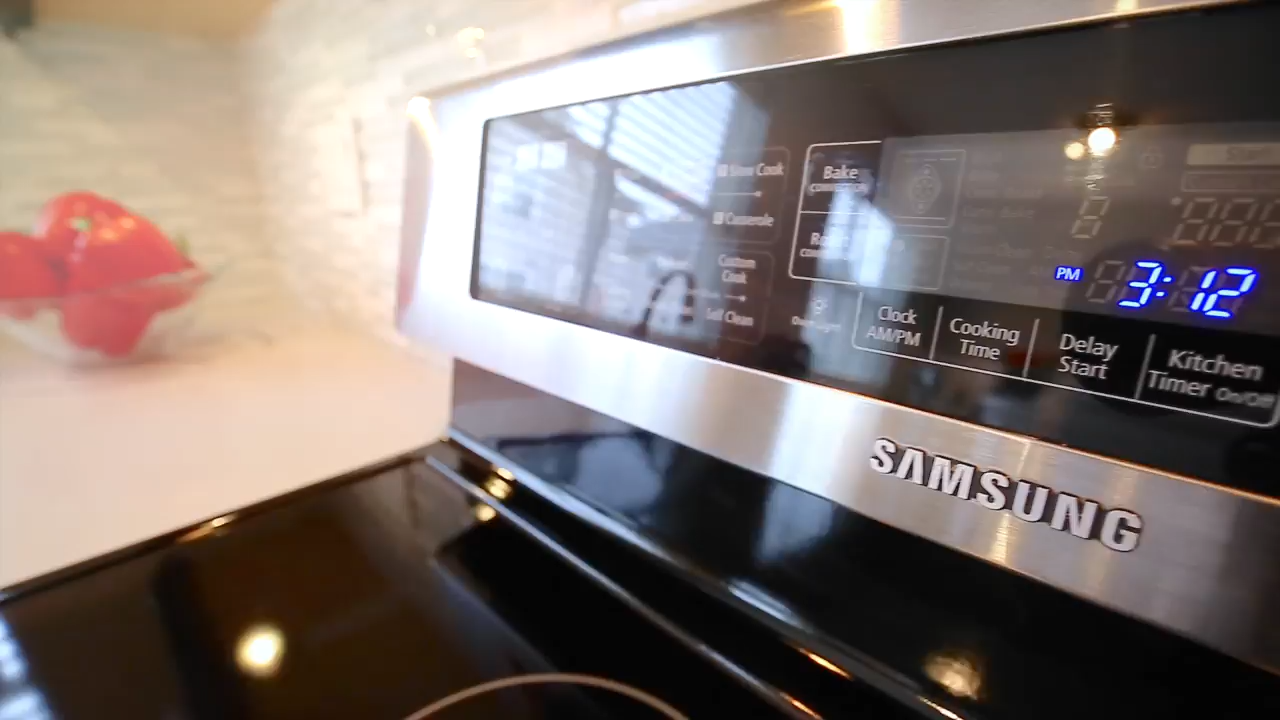 Slow Cook
Casserole
Custom
Cook
Self Clean
Bake
Start
PM 3:12
Clock
AM/PM
Cooking
Time
Delay
Start
Kitchen
Timer On/Off
SAMSUNG